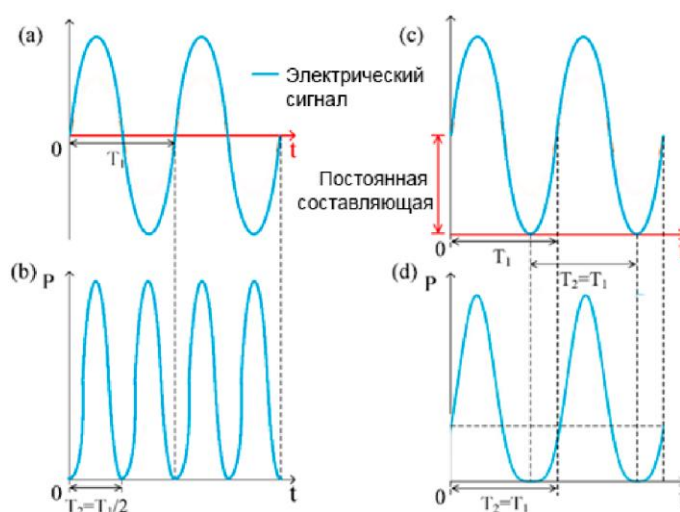 (a)
Электрический
сигнал
0
T₁
t
(b)
P
0
t
T₂=T₁/2
(c)
Постоянная
составляющая
0
T₁
T₂=T₁
(d)
P
0
T₂=T₁